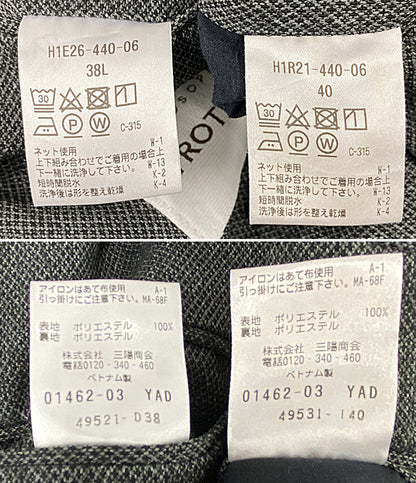 H1E26-440-06
38L
30
C-315
ネット使用 W-1
上下組み合わせでご着用の場合上 W-13
下一緒に洗浄して下さい。 W-2
短時間脱水 K-2
洗浄後は形を整え乾燥 K-4
ROT
H1R21-440-06
40
30
C-315
ネット使用 W-1
上下組み合わせでご着用の場合上 W-13
下一緒に洗浄して下さい。 W-2
短時間脱水 K-2
洗浄後は形を整え乾燥 K-4
アイロンはあて布使用 A-1
引っ掛けにご注意下さい。 MA-68F
表地 ポリエステル 100%
裏地 ポリエステル
株式会社 三陽商会
電話0120-340-460
ベトナム製
01462-03 YAD
49521-D38
アイロンはあて布使用 A-1
引っ掛けにご注意下さい。 MA-68F
表地 ポリエステル 100%
裏地 ポリエステル
株式会社 三陽商会
電話0120-340-460
ベトナム製
01462-03 YAD
49531-140